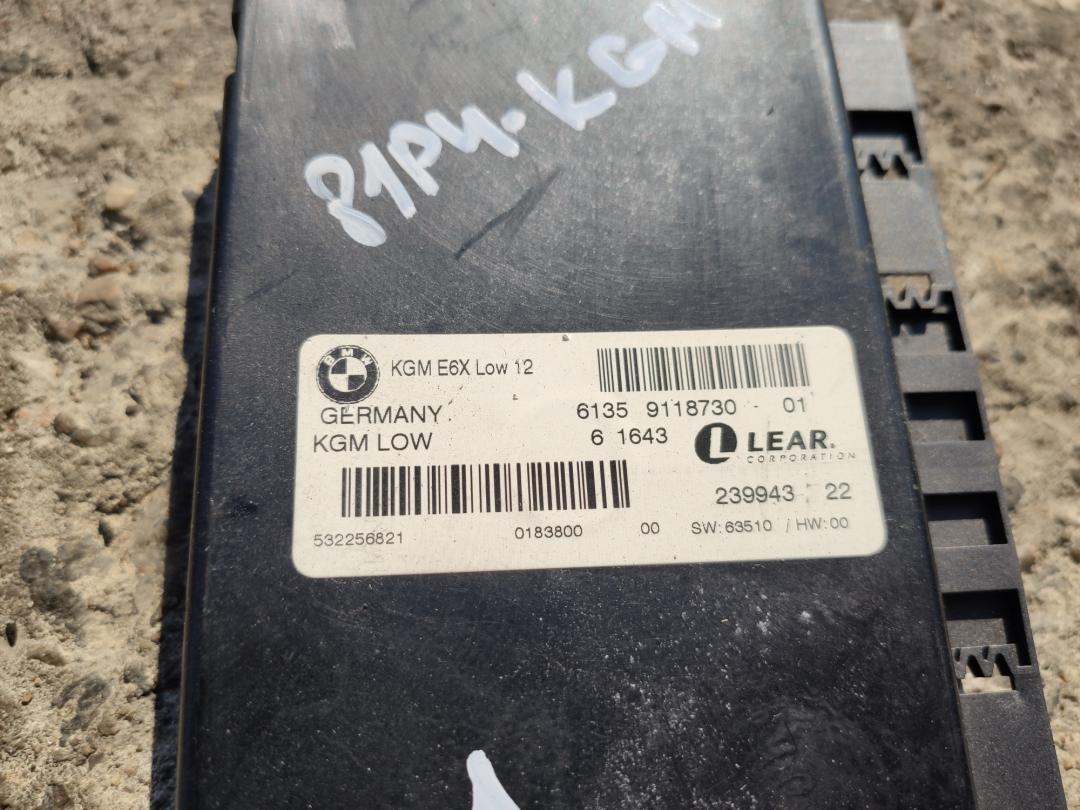 81РЧ. KGM
BMW
KGM E6X Low 12
GERMANY
6135 9118730 - 01
KGM LOW
6 1643
L LEAR.
CORPORATION
239943 22
532256821 0183800 00 SW: 63510 / HW: 00